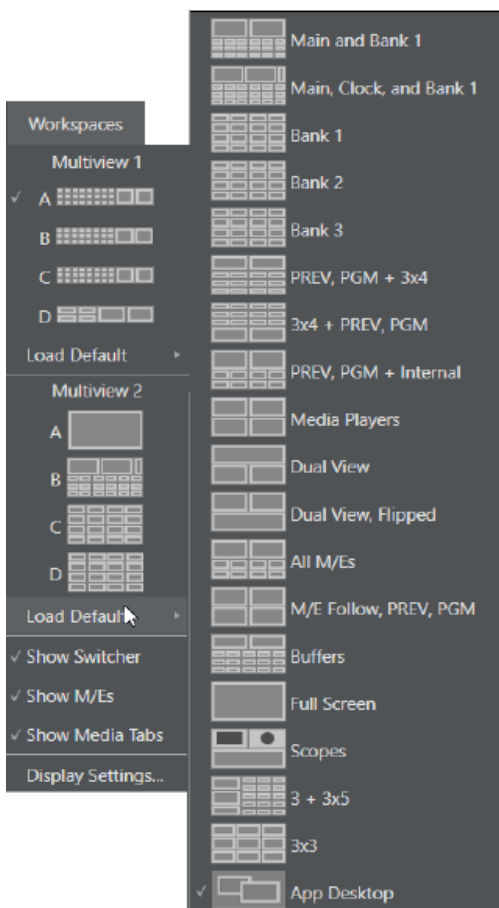 Workspaces
Multiview 1
A
B
C
D
Load Default
Multiview 2
A
B
C
D
Load Default
Show Switcher
Show M/Es
Show Media Tabs
Display Settings...
Main and Bank 1
Main, Clock, and Bank 1
Bank 1
Bank 2
Bank 3
PREV, PGM + 3x4
3x4 + PREV, PGM
PREV, PGM + Internal
Media Players
Dual View
Dual View, Flipped
All M/Es
M/E Follow, PREV, PGM
Buffers
Full Screen
Scopes
3 + 3x5
3x3
App Desktop